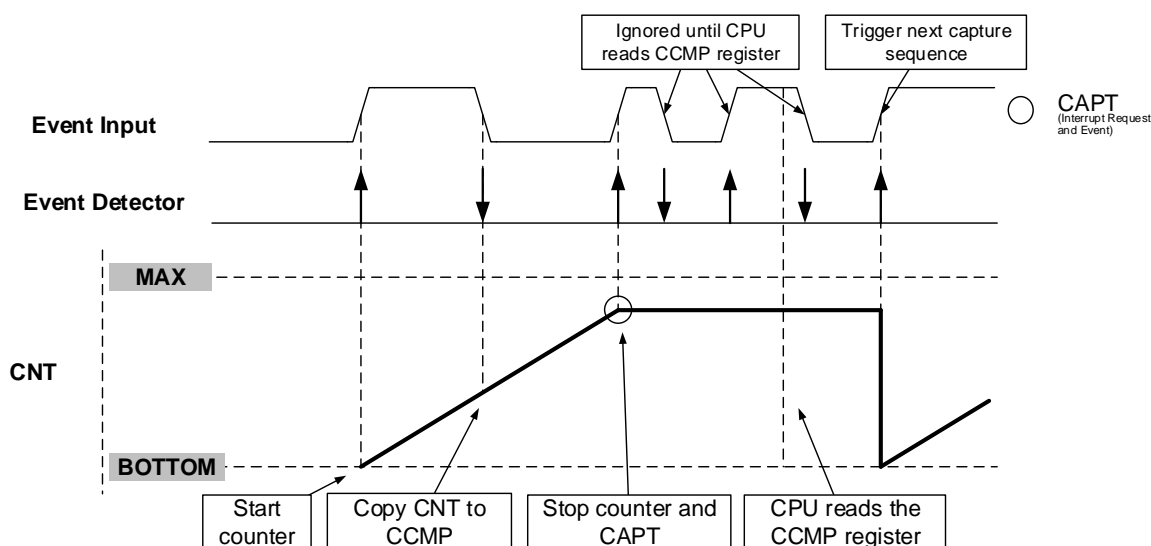 Ignored until CPU
reads CCMP register
Trigger next capture
sequence
CAPT
(Interrupt Request
and Event)
Event Input
Event Detector
MAX
CNT
BOTTOM
Start
counter
Copy CNT to
CCMP
Stop counter and
CAPT
CPU reads the
CCMP register